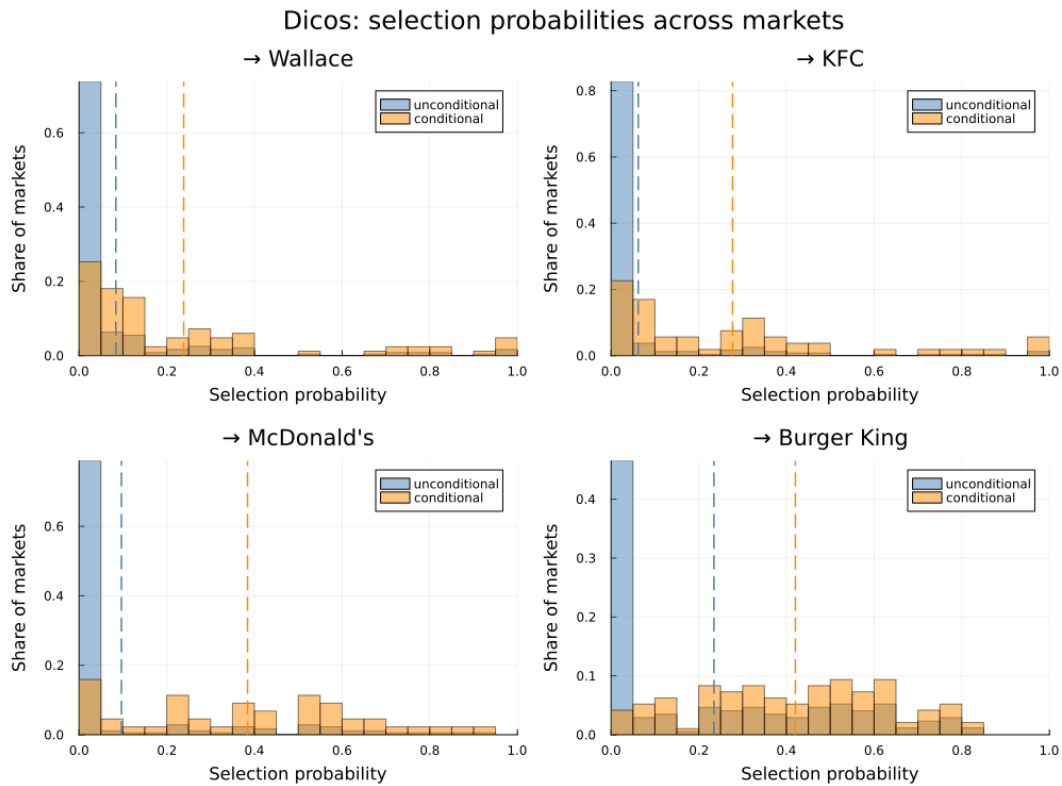 Dicos: selection probabilities across markets
→ Wallace
Share of markets
0.6
0.4
0.2
0.0
unconditional
conditional
0.0 0.2 0.4 0.6 0.8 1.0
Selection probability
→ KFC
Share of markets
0.8
0.6
0.4
0.2
0.0
unconditional
conditional
0.0 0.2 0.4 0.6 0.8 1.0
Selection probability
→ McDonald's
Share of markets
0.6
0.4
0.2
0.0
unconditional
conditional
0.0 0.2 0.4 0.6 0.8 1.0
Selection probability
→ Burger King
Share of markets
0.4
0.3
0.2
0.1
0.0
unconditional
conditional
0.0 0.2 0.4 0.6 0.8 1.0
Selection probability